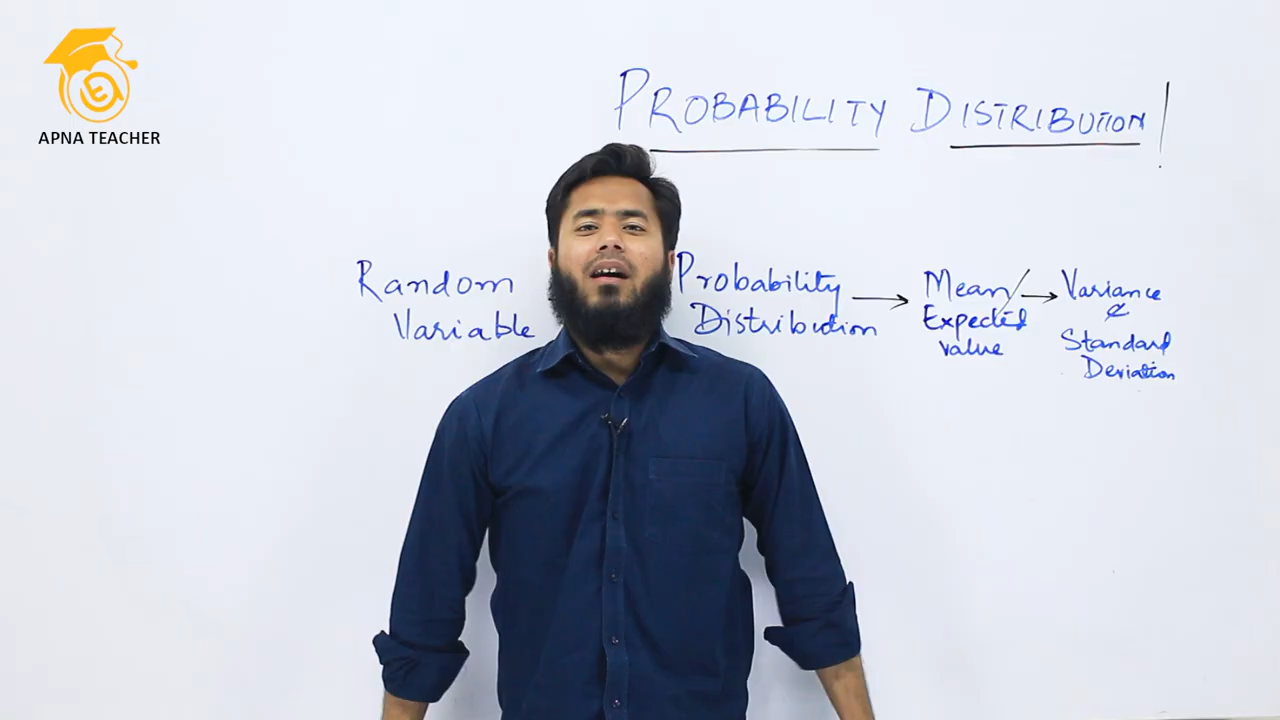 APNA TEACHER
PROBABILITY DISTRIBUTION
Random
Variable
Probability
Distribution
Mean/
Expected
value
Variance
&
Standard
Deviation